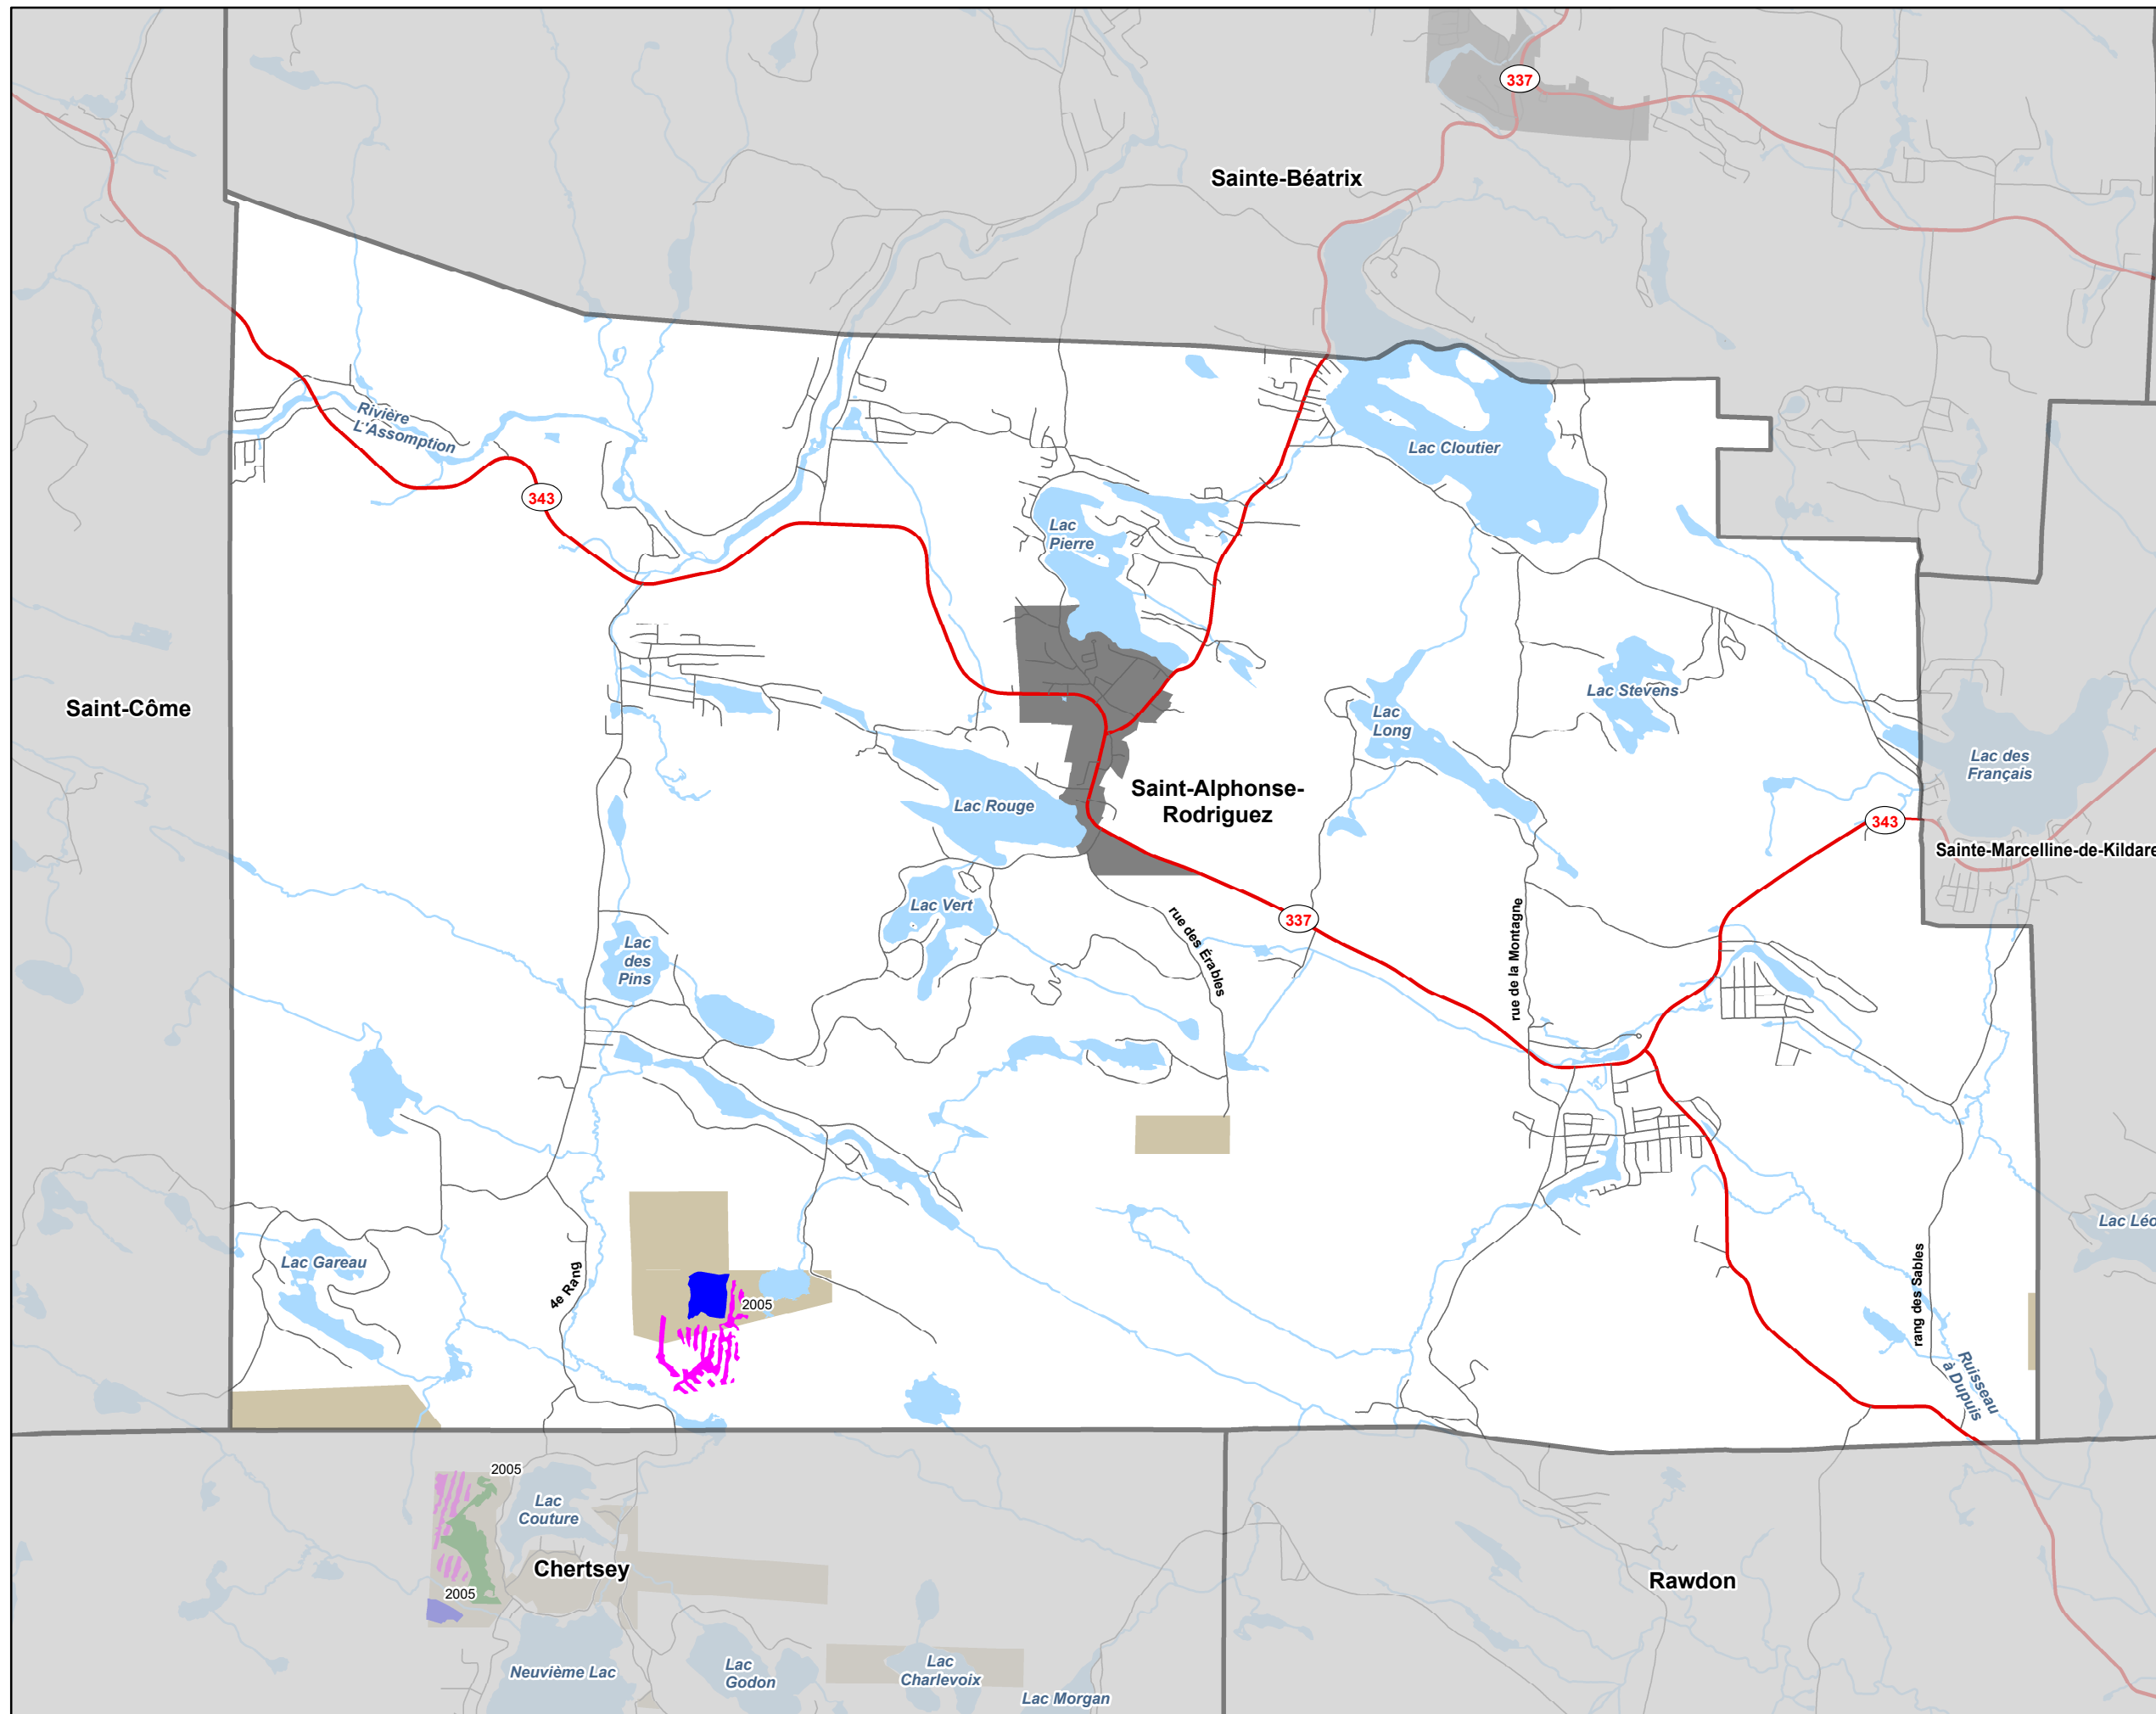 337
Sainte-Béatrix
Rivière
L'Assomption
Lac Cloutier
343
Lac
Pierre
Lac Stevens
Saint-Côme
Lac
Long
Lac des
Français
Saint-Alphonse-
Rodriguez
Lac Rouge
343
Sainte-Marcelline-de-Kildare
Lac Vert
337
rue des Érables
rue de la Montagne
Lac
des
Pins
Lac Léo
Lac Gareau
4e Rang
2005
rang des Sables
Ruisseau
à Dupuis
2005
Lac
Couture
Chertsey
Rawdon
2005
Neuvième Lac
Lac
Godon
Lac
Charlevoix
Lac Morgan